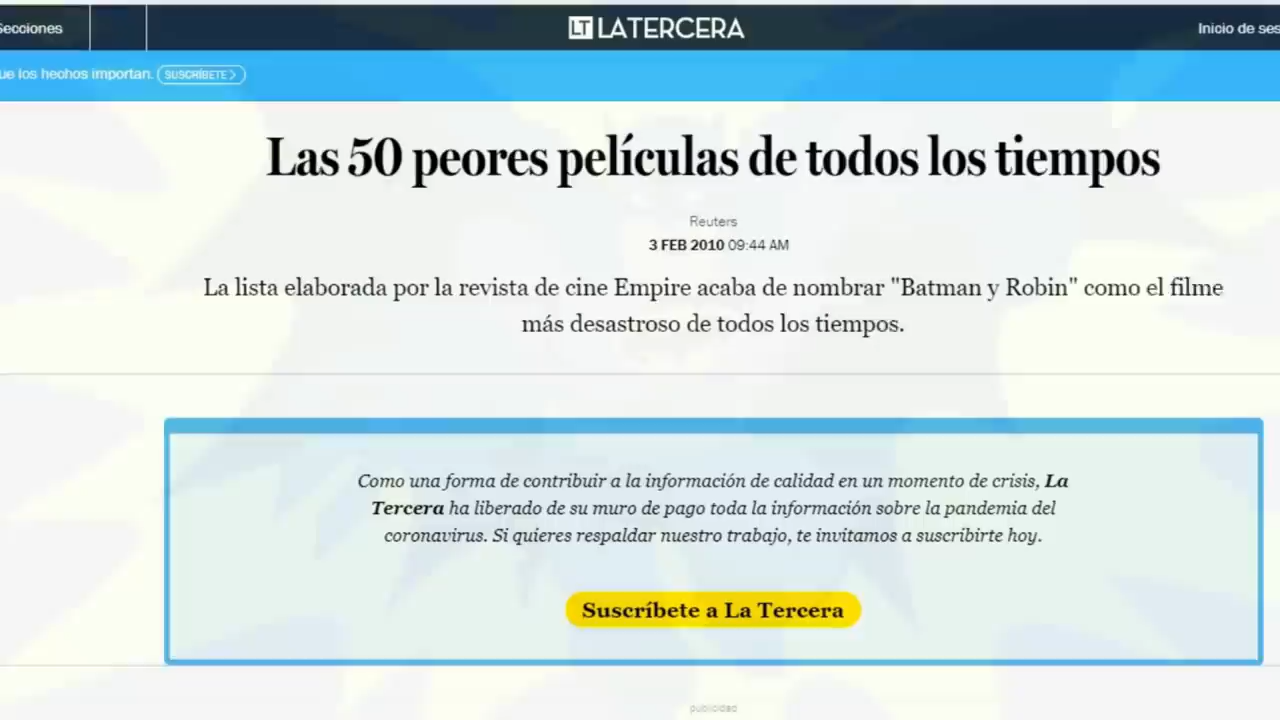 Secciones
LT LATERCERA
Inicio de ses
ue los hechos importan. SUSCRÍBETE >
Las 50 peores películas de todos los tiempos
Reuters
3 FEB 2010 09:44 AM
La lista elaborada por la revista de cine Empire acaba de nombrar "Batman y Robin" como el filme
más desastroso de todos los tiempos.
Como una forma de contribuir a la información de calidad en un momento de crisis, La
Tercera ha liberado de su muro de pago toda la información sobre la pandemia del
coronavirus. Si quieres respaldar nuestro trabajo, te invitamos a suscribirte hoy.
Suscríbete a La Tercera
publicidad